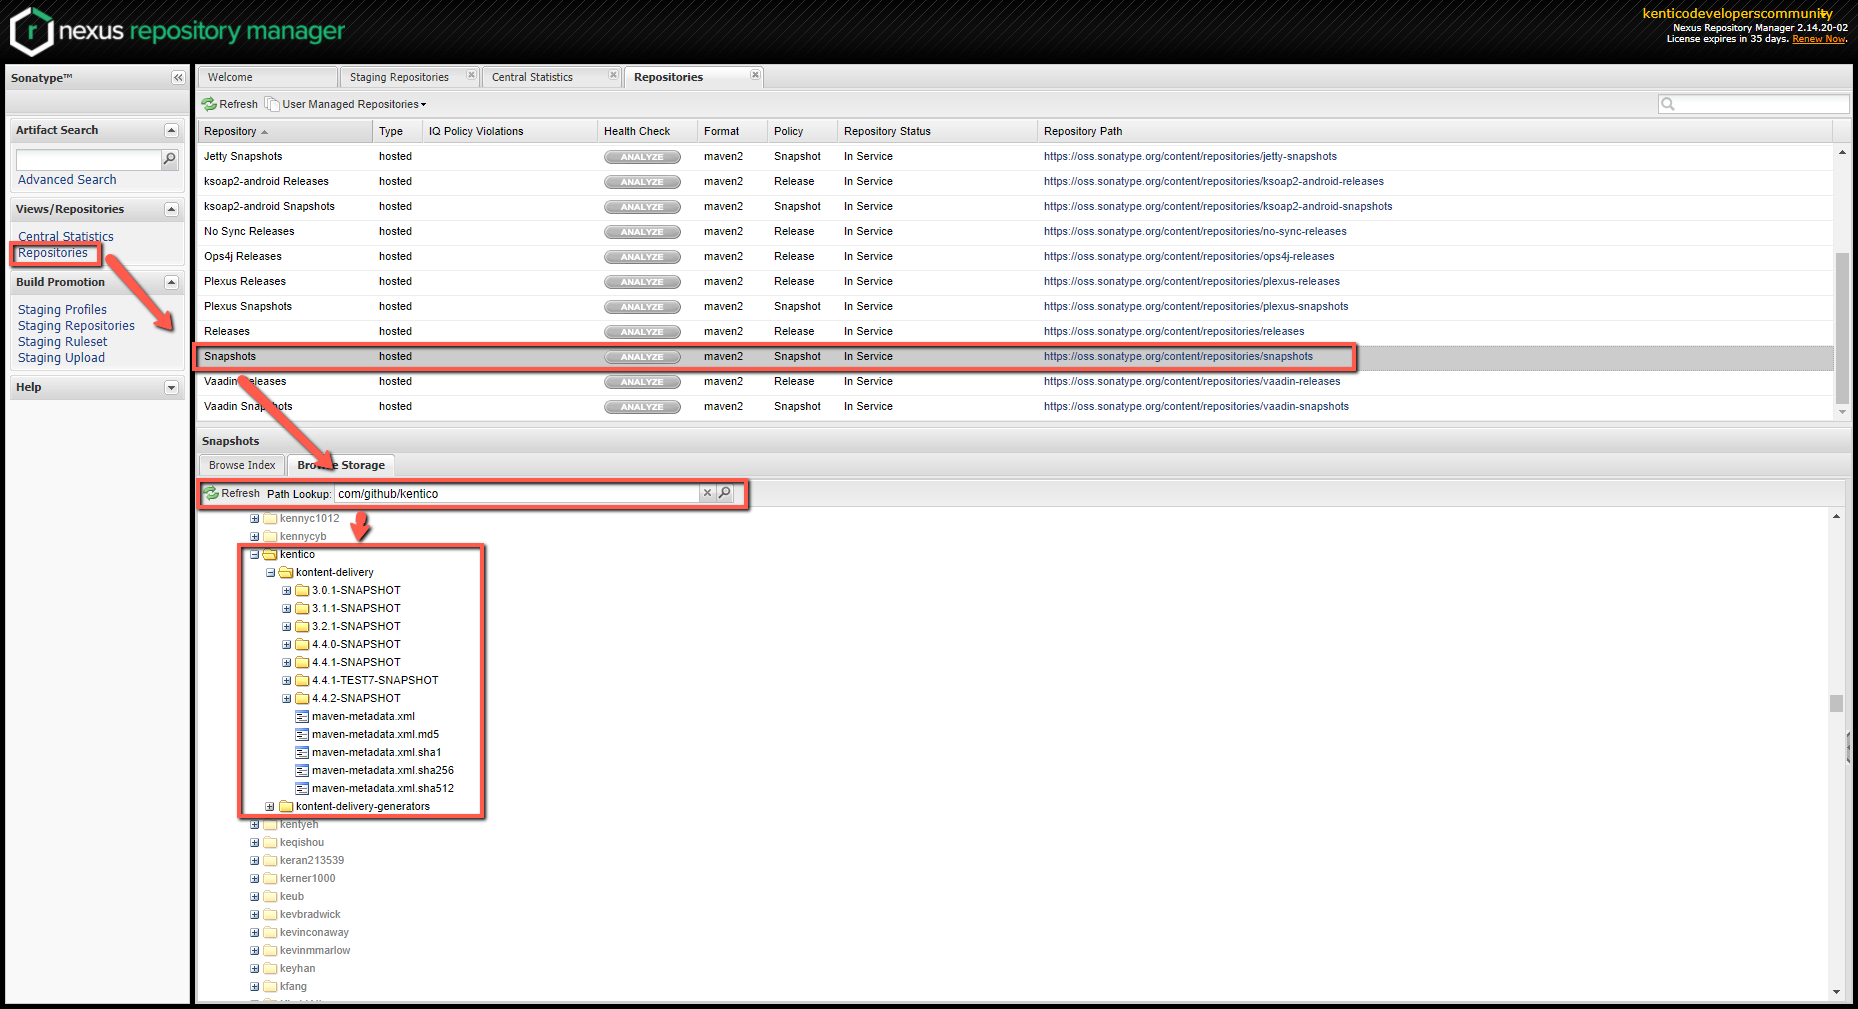 nexus repository manager
kenticodeveloperscommunity
Nexus Repository Manager 2.14.20-02
License expires in 35 days. Renew Now.
Sonatype™
Artifact Search
Advanced Search
Views/Repositories
Central Statistics
Repositories
Build Promotion
Staging Profiles
Staging Repositories
Staging Ruleset
Staging Upload
Help
Welcome Staging Repositories Central Statistics Repositories
Refresh User Managed Repositories
Repository Type IQ Policy Violations Health Check Format Policy Repository Status Repository Path
Jetty Snapshots hosted ANALYZE maven2 Snapshot In Service https://oss.sonatype.org/content/repositories/jetty-snapshots
ksoap2-android Releases hosted ANALYZE maven2 Release In Service https://oss.sonatype.org/content/repositories/ksoap2-android-releases
ksoap2-android Snapshots hosted ANALYZE maven2 Snapshot In Service https://oss.sonatype.org/content/repositories/ksoap2-android-snapshots
No Sync Releases hosted ANALYZE maven2 Release In Service https://oss.sonatype.org/content/repositories/no-sync-releases
Ops4j Releases hosted ANALYZE maven2 Release In Service https://oss.sonatype.org/content/repositories/ops4j-releases
Plexus Releases hosted ANALYZE maven2 Release In Service https://oss.sonatype.org/content/repositories/plexus-releases
Plexus Snapshots hosted ANALYZE maven2 Snapshot In Service https://oss.sonatype.org/content/repositories/plexus-snapshots
Releases hosted ANALYZE maven2 Release In Service https://oss.sonatype.org/content/repositories/releases
Snapshots hosted ANALYZE maven2 Snapshot In Service https://oss.sonatype.org/content/repositories/snapshots
Vaadin Releases hosted ANALYZE maven2 Release In Service https://oss.sonatype.org/content/repositories/vaadin-releases
Vaadin Snapshots hosted ANALYZE maven2 Snapshot In Service https://oss.sonatype.org/content/repositories/vaadin-snapshots
Snapshots
Browse Index Browse Storage
Refresh Path Lookup: com/github/kentico
kennyc1012
kennycyb
kentico
kontent-delivery
3.0.1-SNAPSHOT
3.1.1-SNAPSHOT
3.2.1-SNAPSHOT
4.4.0-SNAPSHOT
4.4.1-SNAPSHOT
4.4.1-TEST7-SNAPSHOT
4.4.2-SNAPSHOT
maven-metadata.xml
maven-metadata.xml.md5
maven-metadata.xml.sha1
maven-metadata.xml.sha256
maven-metadata.xml.sha512
kontent-delivery-generators
kentyeh
keqishou
keran213539
kerner1000
keub
kevbradwick
kevinconaway
kevinmmarlow
keyhan
kfang